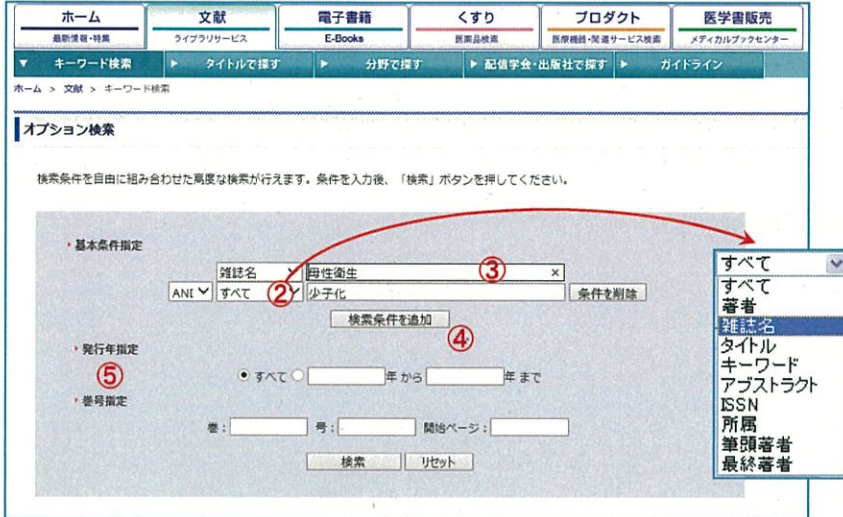 ホーム 文献 電子書籍 くすり プロダクト 医学書販売
最新情報・特集 ライブラリサービス E-Books 医薬品検索 医療機器・関連サービス検索 メディカルブックセンター
▼ キーワード検索 ▶ タイトルで探す ▶ 分野で探す ▶ 配信学会・出版社で探す ▶ ガイドライン
ホーム > 文献 > キーワード検索
オプション検索
検索条件を自由に組み合わせた高度な検索が行えます。条件を入力後、「検索」ボタンを押してください。
基本条件指定
雑誌名 母性衛生 ③ ×
ANI すべて ② 少子化 条件を削除
検索条件を追加 ④
発行年指定
⑤ すべて 年 から 年 まで
巻号指定
巻: 号: 開始ページ:
検索 リセット
すべて
すべて
著者
雑誌名
タイトル
キーワード
アブストラクト
ISSN
所属
筆頭著者
最終著者